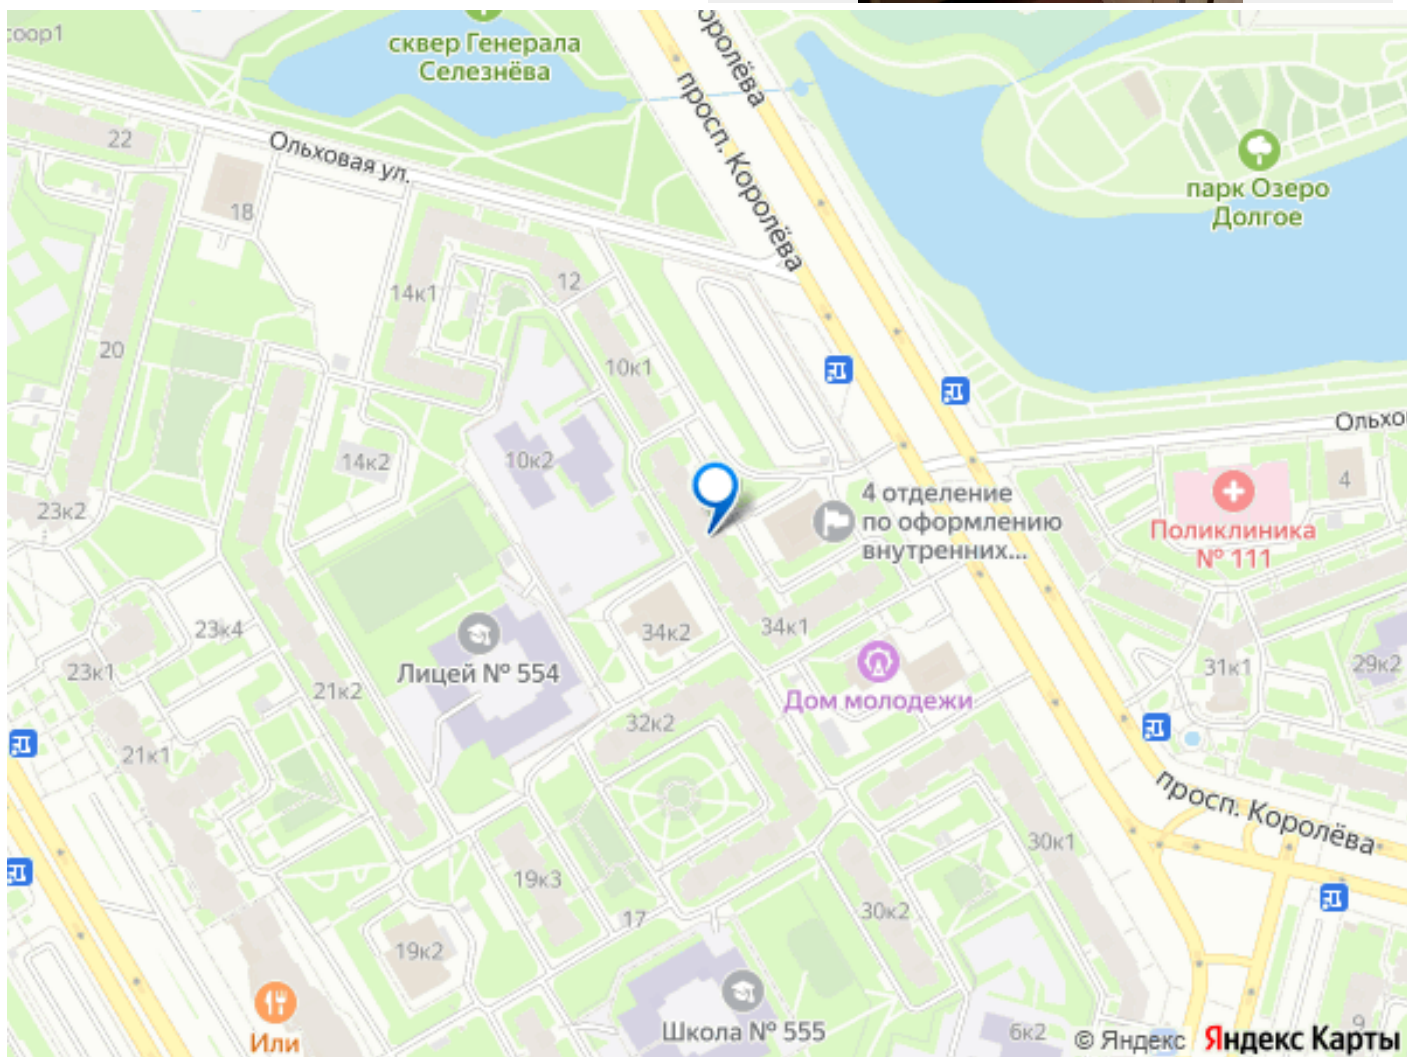 соор1
сквер Генерала
Селезнёва
просп. Королёва
22
Ольховая ул.
18
парк Озеро
Долгое
просп. Королёва
12
14к1
20
10к1
Ольхо
14к2
10к2
23к2
4 отделение
по оформлению
внутренних...
4
Поликлиника
№ 111
23к4
34к2
34к1
23к1
Лицей № 554
31к1
29к2
21к2
Дом молодежи
32к2
21к1
просп. Королёва
30к1
19к3
17
30к2
19к2
Школа № 555
6к2
9
Или
© Яндекс Яндекс Карты